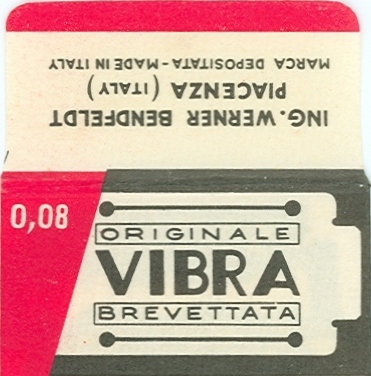 ING. WERNER BENDFELDT
PIACENZA (ITALY)
MARCA DEPOSITATA - MADE IN ITALY
0,08
ORIGINALE
VIBRA
BREVETTATA